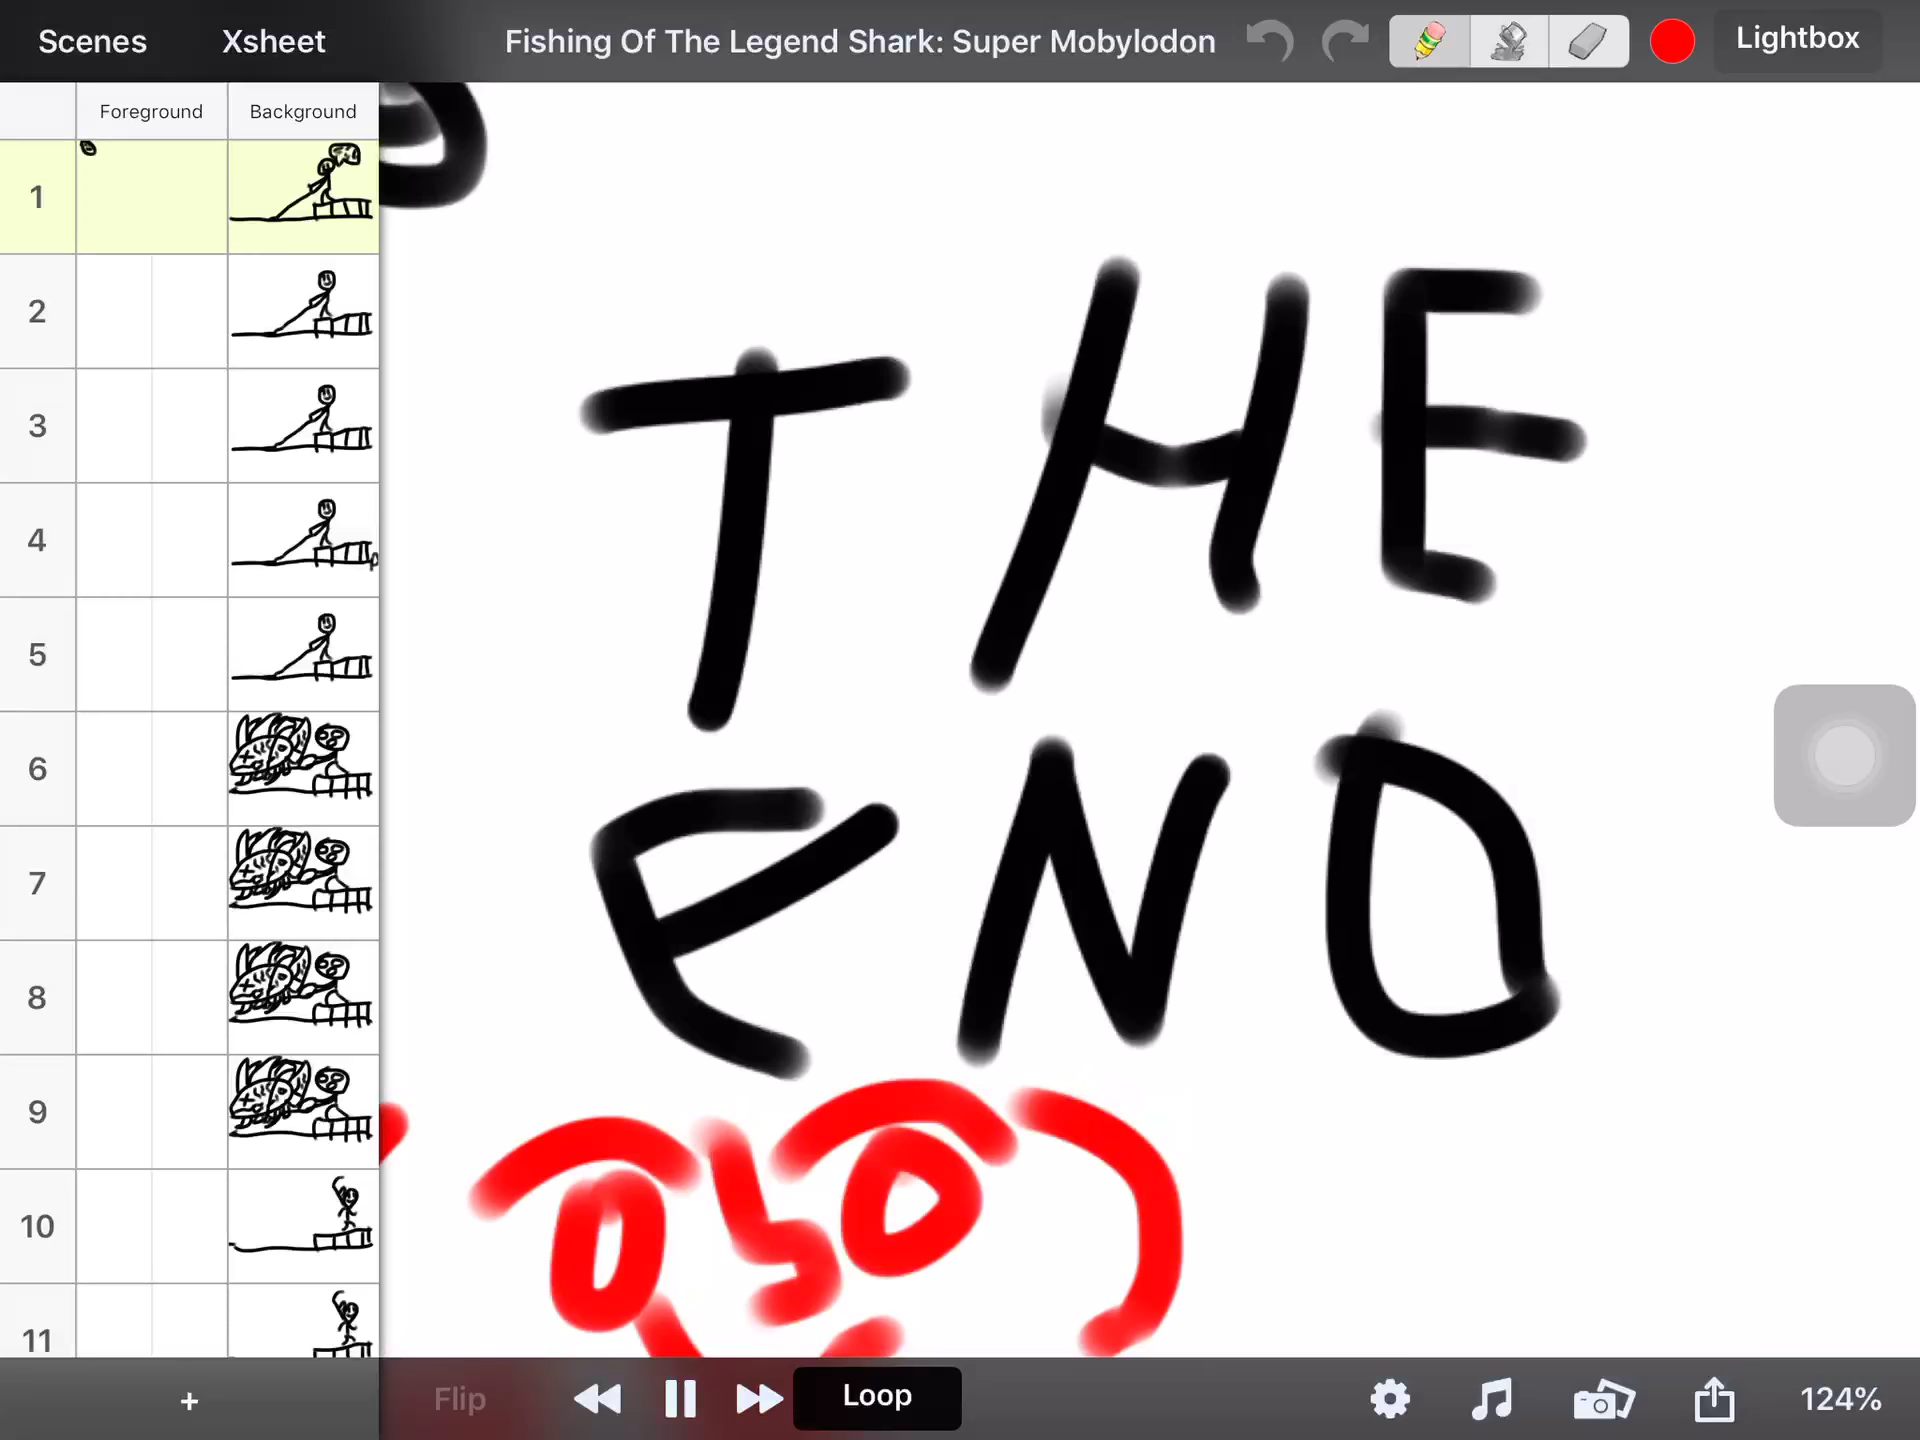 Scenes Xsheet Fishing Of The Legend Shark: Super Mobylodon Lightbox
Foreground Background
1
2
3
4
5
6
7
8
9
10
11
THE
END
+ Flip Loop 124%